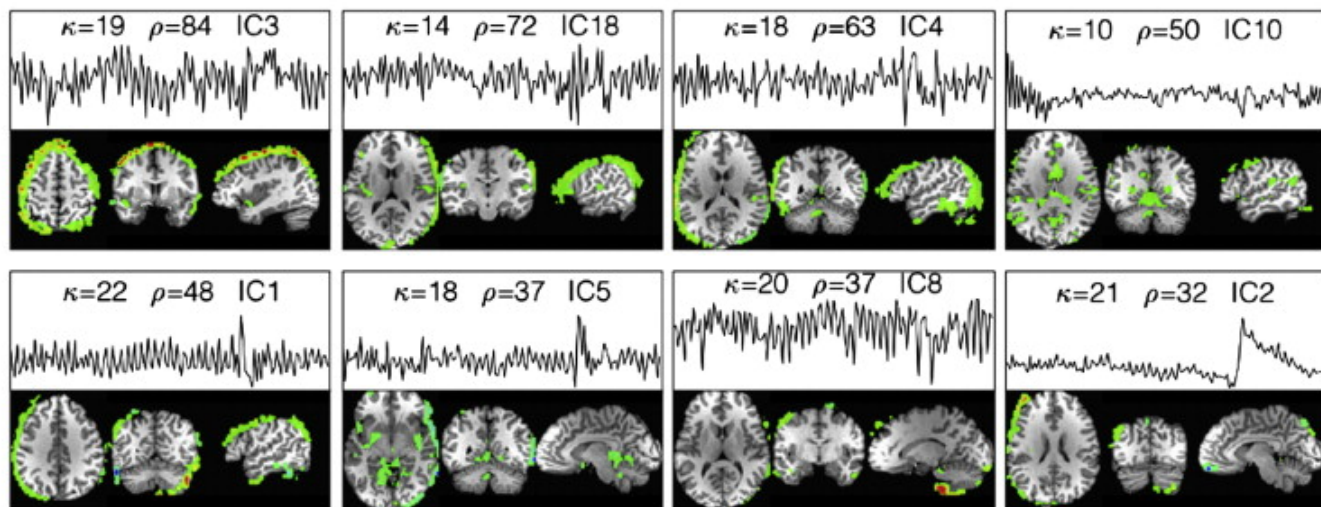 κ=19 ρ=84 IC3
κ=14 ρ=72 IC18
κ=18 ρ=63 IC4
κ=10 ρ=50 IC10
κ=22 ρ=48 IC1
κ=18 ρ=37 IC5
κ=20 ρ=37 IC8
κ=21 ρ=32 IC2